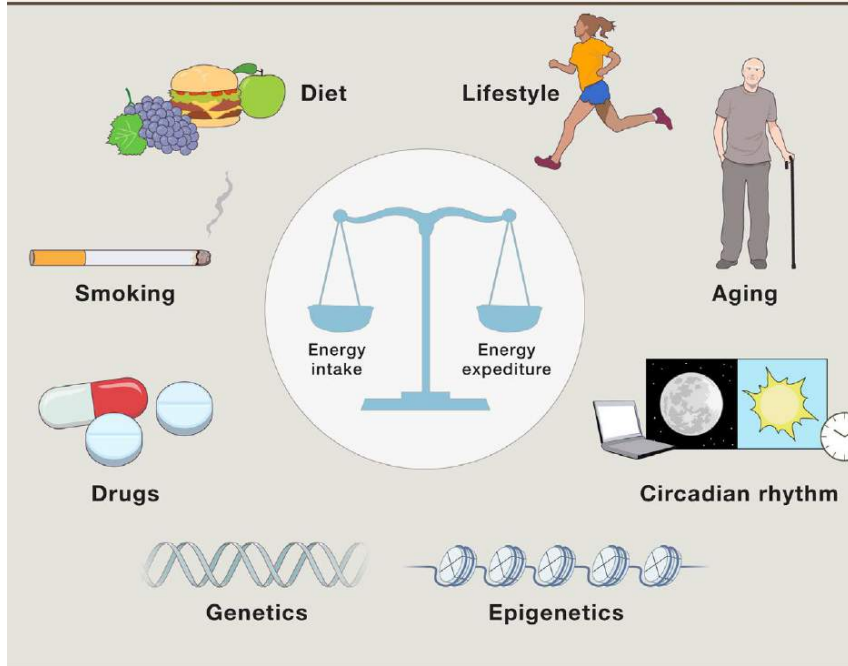 Diet
Lifestyle
Smoking
Aging
Energy
intake
Energy
expediture
Drugs
Circadian rhythm
Genetics
Epigenetics